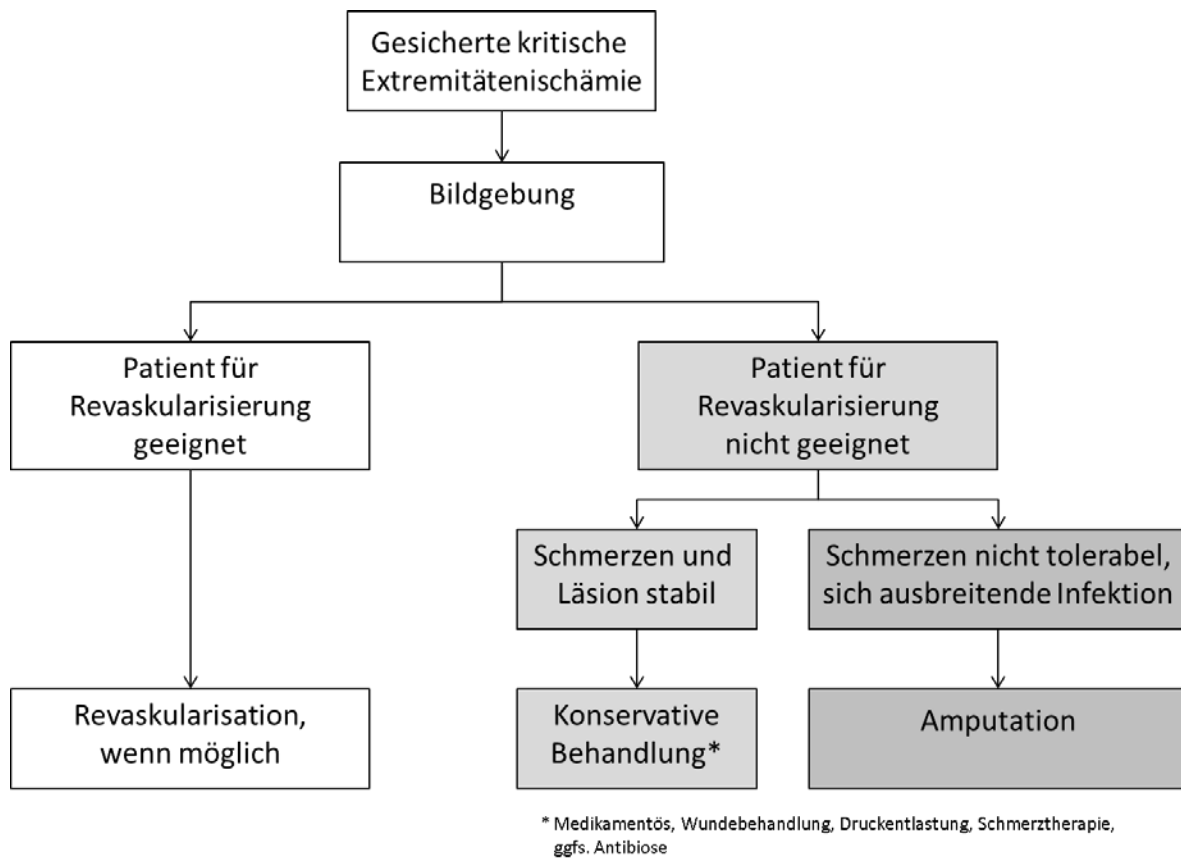 Gesicherte kritische
Extremitätenischämie
Bildgebung
Patient für
Revaskularisierung
geeignet
Patient für
Revaskularisierung
nicht geeignet
Schmerzen und
Läsion stabil
Schmerzen nicht tolerabel,
sich ausbreitende Infektion
Revaskularisation,
wenn möglich
Konservative
Behandlung*
Amputation
* Medikamentös, Wundebehandlung, Druckentlastung, Schmerztherapie,
ggfs. Antibiose